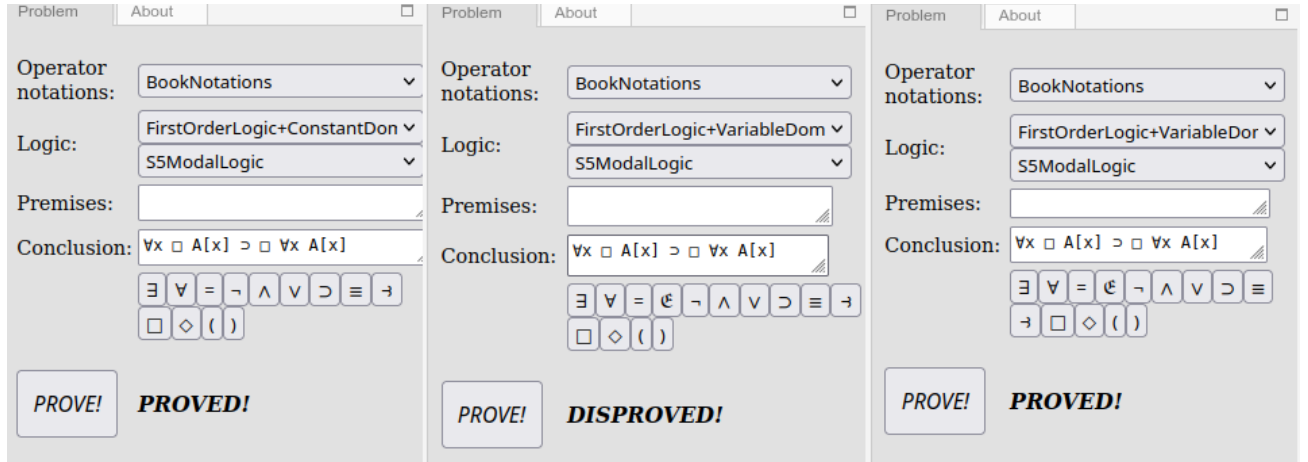 Problem
About
Operator
notations:
BookNotations
Logic:
FirstOrderLogic+ConstantDon
S5ModalLogic
Premises:
Conclusion:
∀x □ A[x] ⊃ □ ∀x A[x]
∃ ∀ = ¬ ∧ ∨ ⊃ ≡ ⥽
□ ◇ ( )
PROVE!
PROVED!
Problem
About
Operator
notations:
BookNotations
Logic:
FirstOrderLogic+VariableDom
S5ModalLogic
Premises:
Conclusion:
∀x □ A[x] ⊃ □ ∀x A[x]
∃ ∀ = 𝕰 ¬ ∧ ∨ ⊃ ≡ ⥽
□ ◇ ( )
PROVE!
DISPROVED!
Problem
About
Operator
notations:
BookNotations
Logic:
FirstOrderLogic+VariableDor
S5ModalLogic
Premises:
Conclusion:
∀x □ A[x] ⊃ □ ∀x A[x]
∃ ∀ = 𝕰 ¬ ∧ ∨ ⊃ ≡
⥽ □ ◇ ( )
PROVE!
PROVED!